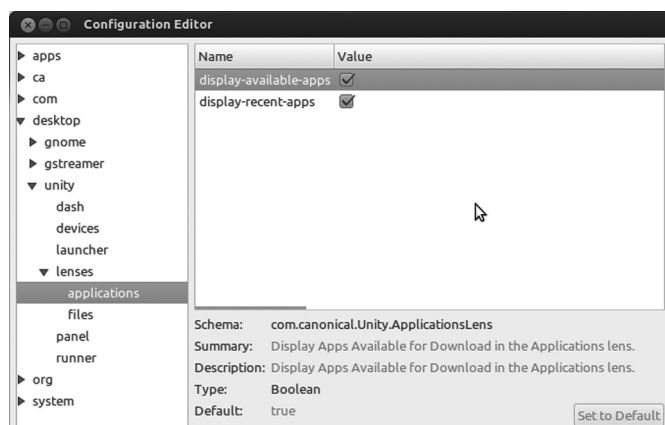 Configuration Editor
apps
ca
com
desktop
gnome
gstreamer
unity
dash
devices
launcher
lenses
applications
files
panel
runner
org
system
Name Value
display-available-apps
display-recent-apps
Schema: com.canonical.Unity.ApplicationsLens
Summary: Display Apps Available for Download in the Applications lens.
Description: Display Apps Available for Download in the Applications lens.
Type: Boolean
Default: true
Set to Default